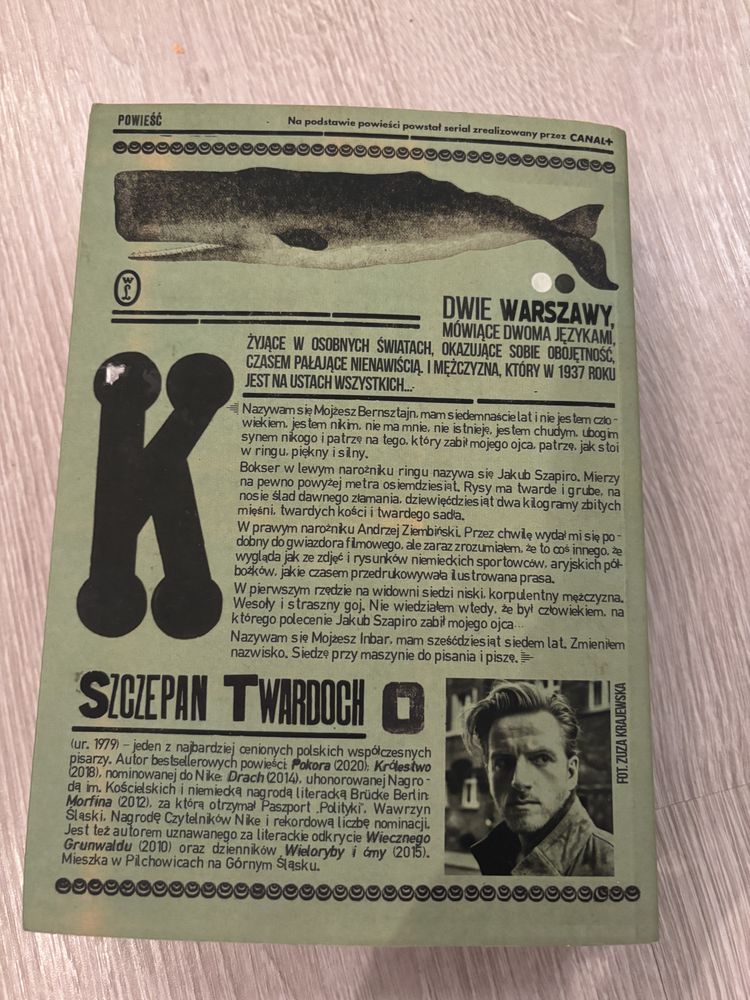 POWIEŚĆ
Na podstawie powieści powstał serial zrealizowany przez CANAL+
W
L
DWIE WARSZAWY,
MÓWIĄCE DWOMA JĘZYKAMI,
ŻYJĄCE W OSOBNYCH ŚWIATACH, OKAZUJĄCE SOBIE OBOJĘTNOŚĆ,
CZASEM PAŁAJĄCE NIENAWIŚCIĄ. I MĘŻCZYZNA, KTÓRY W 1937 ROKU
JEST NA USTACH WSZYSTKICH...
K
Nazywam się Mojżesz Bernsztajn, mam siedemnaście lat i nie jestem czło-
wiekiem, jestem nikim, nie ma mnie, nie istnieję, jestem chudym, ubogim
synem nikogo i patrzę na tego, który zabił mojego ojca, patrzę, jak stoi
w ringu, piękny i silny.
Bokser w lewym narożniku ringu nazywa się Jakub Szapiro. Mierzy
na pewno powyżej metra osiemdziesiąt. Rysy ma twarde i grube, na
nosie ślad dawnego złamania, dziewięćdziesiąt dwa kilogramy zbitych
mięśni, twardych kości i twardego sadła.
W prawym narożniku Andrzej Ziembiński. Przez chwilę wydał mi się po-
dobny do gwiazdora filmowego, ale zaraz zrozumiałem, że to coś innego, że
wygląda jak ze zdjęć i rysunków niemieckich sportowców, aryjskich pół-
bożków, jakie czasem przedrukowywała ilustrowana prasa.
W pierwszym rzędzie na widowni siedzi niski, korpulentny mężczyzna.
Wesoły i straszny goj. Nie wiedziałem wtedy, że był człowiekiem, na
którego polecenie Jakub Szapiro zabił mojego ojca...
Nazywam się Mojżesz Inbar, mam sześćdziesiąt siedem lat. Zmieniłem
nazwisko. Siedzę przy maszynie do pisania i piszę.
SZCZEPAN TWARDOCH O
(ur. 1979) – jeden z najbardziej cenionych polskich współczesnych
pisarzy. Autor bestsellerowych powieści: Pokora (2020); Królestwo
(2018), nominowanej do Nike; Drach (2014), uhonorowanej Nagro-
dą im. Kościelskich i niemiecką nagrodą literacką Brücke Berlin;
Morfina (2012), za którą otrzymał Paszport „Polityki", Wawrzyn
Śląski, Nagrodę Czytelników Nike i rekordową liczbę nominacji.
Jest też autorem uznawanego za literackie odkrycie Wiecznego
Grunwaldu (2010) oraz dzienników Wieloryby i ćmy (2015).
Mieszka w Pilchowicach na Górnym Śląsku.
FOT. ZUZA KRAJEWSKA